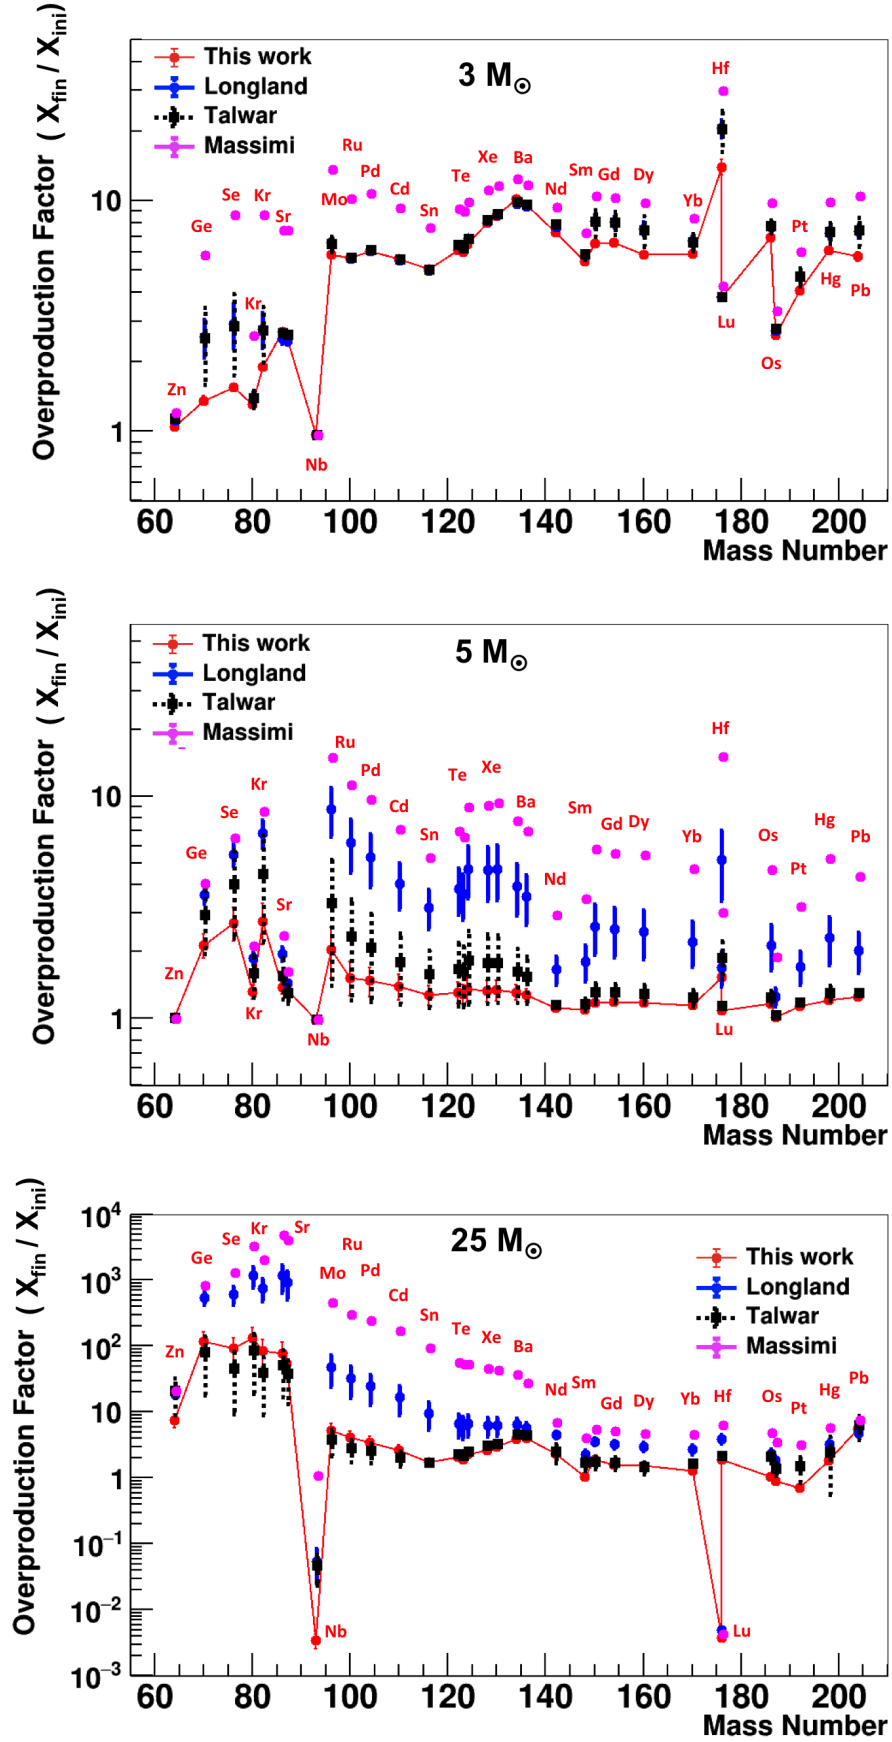 Overproduction Factor ( X_fin / X_ini)
This work
Longland
Talwar
Massimi
3 M⊙
Zn
Ge
Se
Kr
Kr
Sr
Nb
Mo
Ru
Pd
Cd
Sn
Te
Xe
Ba
Nd
Sm
Gd
Dy
Yb
Hf
Lu
Os
Pt
Hg
Pb
10
1
60 80 100 120 140 160 180 200
Mass Number
Overproduction Factor ( X_fin / X_ini)
This work
Longland
Talwar
Massimi
5 M⊙
Zn
Ge
Se
Kr
Kr
Sr
Nb
Ru
Pd
Cd
Sn
Te
Xe
Ba
Nd
Sm
Gd
Dy
Yb
Hf
Lu
Os
Pt
Hg
Pb
10
1
60 80 100 120 140 160 180 200
Mass Number
Overproduction Factor ( X_fin / X_ini)
25 M⊙
This work
Longland
Talwar
Massimi
Zn
Ge
Se
Kr
Sr
Nb
Mo
Ru
Pd
Cd
Sn
Te
Xe
Ba
Nd
Sm
Gd
Dy
Yb
Hf
Lu
Os
Pt
Hg
Pb
10⁴
10³
10²
10
1
10⁻¹
10⁻²
10⁻³
60 80 100 120 140 160 180 200
Mass Number